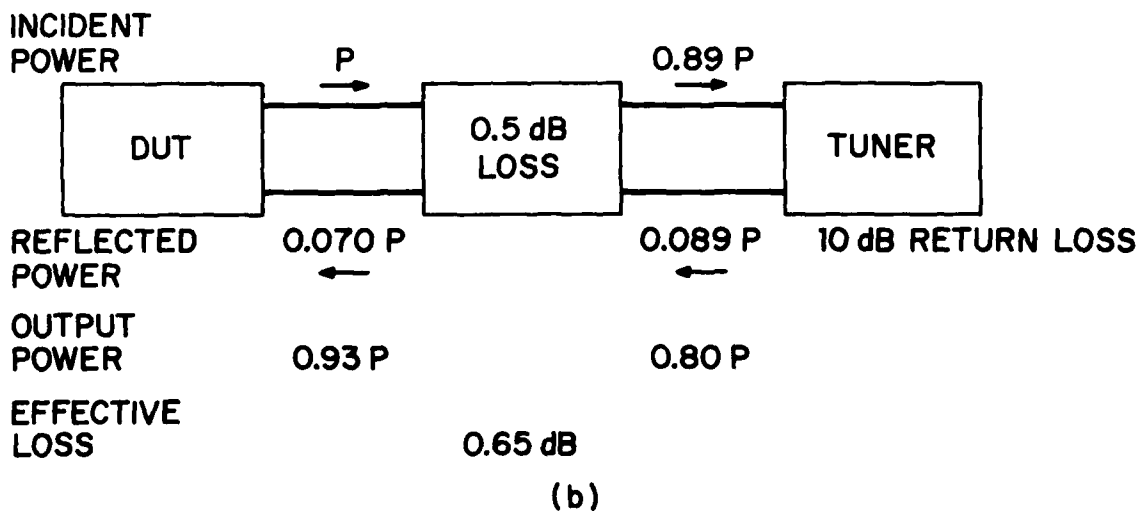 INCIDENT
POWER
P
0.89 P
DUT
0.5 dB
LOSS
TUNER
REFLECTED
POWER
0.070 P
0.089 P
10 dB RETURN LOSS
OUTPUT
POWER
0.93 P
0.80 P
EFFECTIVE
LOSS
0.65 dB
(b)